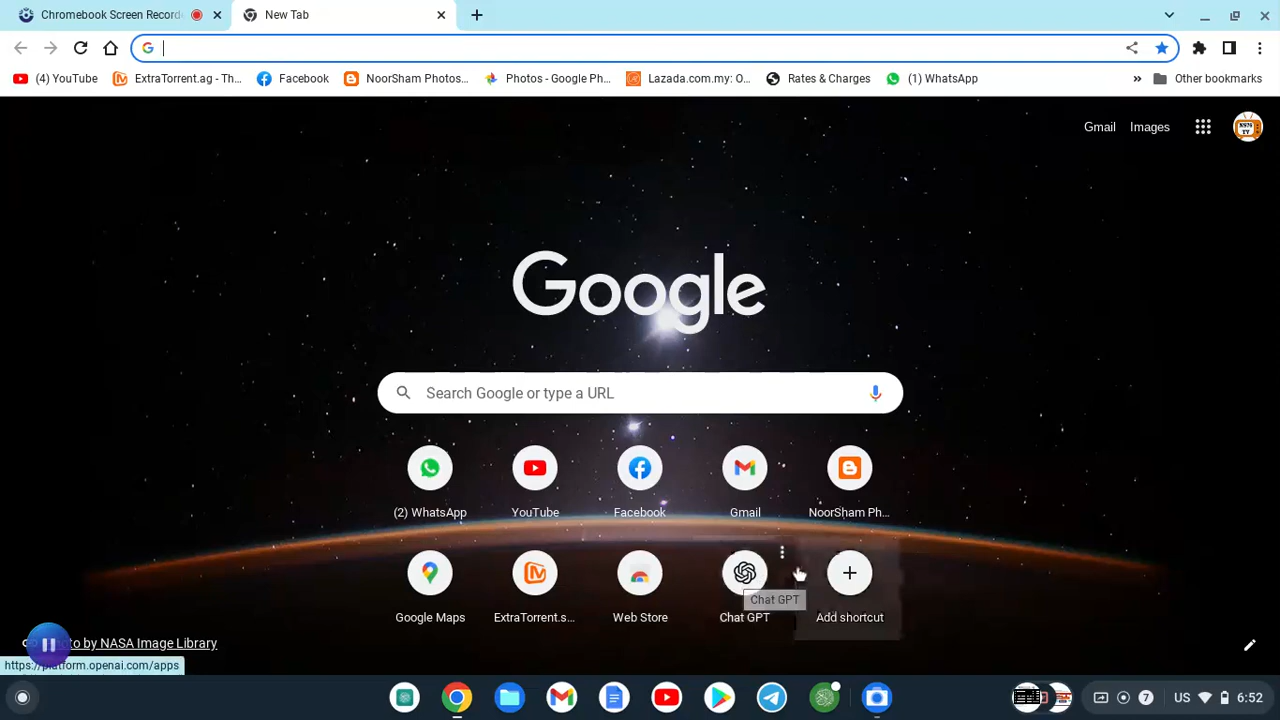 Chromebook Screen Record
New Tab
(4) YouTube
ExtraTorrent.ag - Th...
Facebook
NoorSham Photos...
Photos - Google Ph...
Lazada.com.my: O...
Rates & Charges
(1) WhatsApp
»
Other bookmarks
Gmail
Images
Google
Search Google or type a URL
(2) WhatsApp
YouTube
Facebook
Gmail
NoorSham Ph...
Google Maps
ExtraTorrent.s...
Web Store
Chat GPT
Chat GPT
Add shortcut
to by NASA Image Library
https://platform.openai.com/apps
7
US
6:52